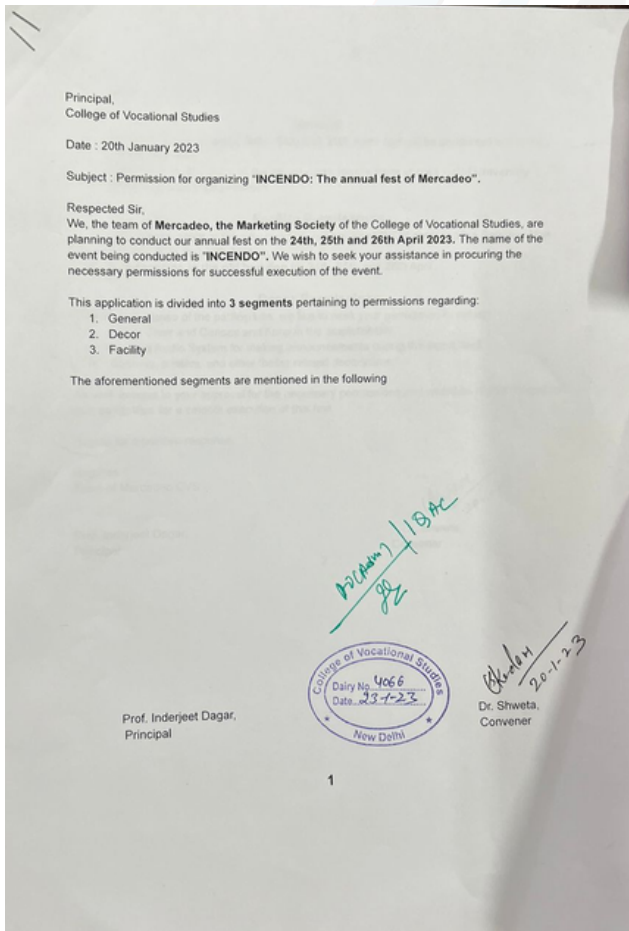 Principal,
College of Vocational Studies
Date : 20th January 2023
Subject : Permission for organizing "INCENDO: The annual fest of Mercadeo".
Respected Sir,
We, the team of Mercadeo, the Marketing Society of the College of Vocational Studies, are
planning to conduct our annual fest on the 24th, 25th and 26th April 2023. The name of the
event being conducted is "INCENDO". We wish to seek your assistance in procuring the
necessary permissions for successful execution of the event.
This application is divided into 3 segments pertaining to permissions regarding:
1. General
2. Decor
3. Facility
The aforementioned segments are mentioned in the following
IQAC
College of Vocational Studies
Dairy No. 4066
Date 23-1-23
New Delhi
20-1-23
Dr. Shweta,
Convener
Prof. Inderjeet Dagar,
Principal
1